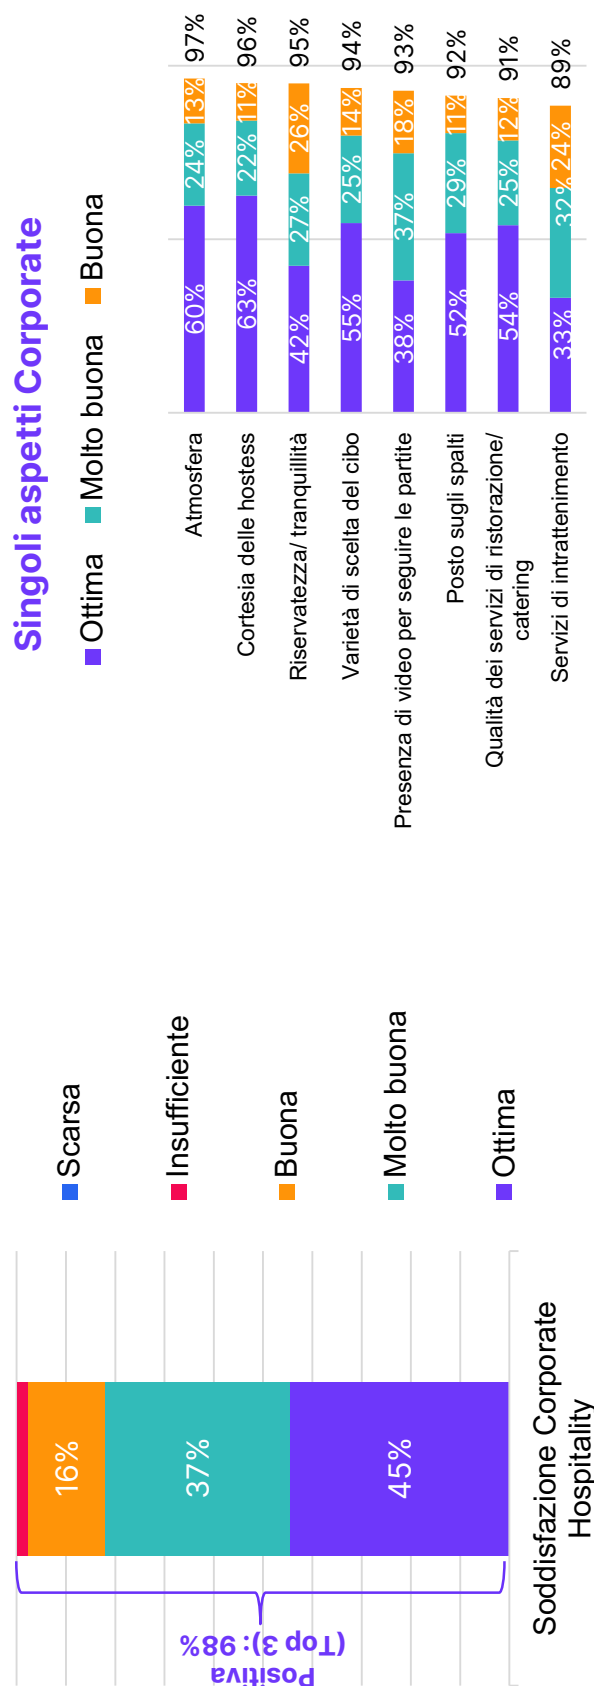 Positiva
(Top 3): 98%
16%
37%
45%
Soddisfazione Corporate
Hospitality
Scarsa
Insufficiente
Buona
Molto buona
Ottima
Singoli aspetti Corporate
Ottima
Molto buona
Buona
Atmosfera
60%
24%
13%
97%
Cortesia delle hostess
63%
22%
11%
96%
Riservatezza/ tranquillità
42%
27%
26%
95%
Varietà di scelta del cibo
55%
25%
14%
94%
Presenza di video per seguire le partite
38%
37%
18%
93%
Posto sugli spalti
52%
29%
11%
92%
Qualità dei servizi di ristorazione/
catering
54%
25%
12%
91%
Servizi di intrattenimento
33%
32%
24%
89%